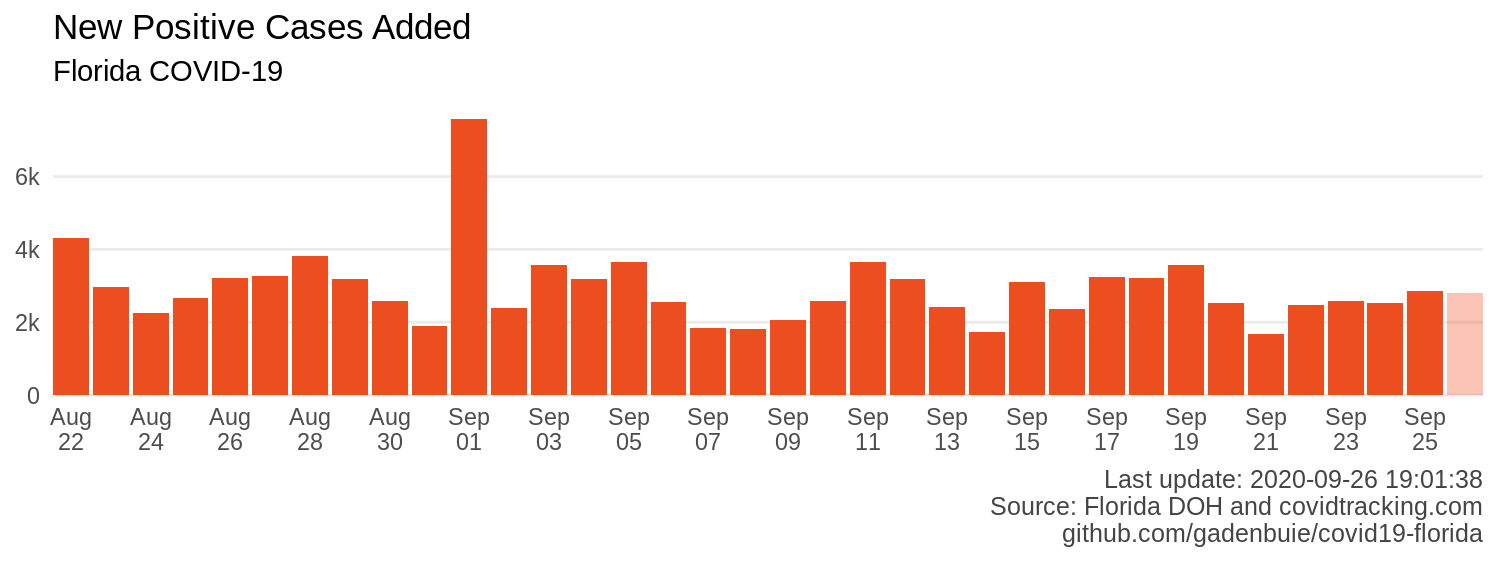 New Positive Cases Added
Florida COVID-19
6k
4k
2k
0
Aug Aug Aug Aug Aug Sep Sep Sep Sep Sep Sep Sep Sep Sep Sep Sep Sep Sep
22 24 26 28 30 01 03 05 07 09 11 13 15 17 19 21 23 25
Last update: 2020-09-26 19:01:38
Source: Florida DOH and covidtracking.com
github.com/gadenbuie/covid19-florida